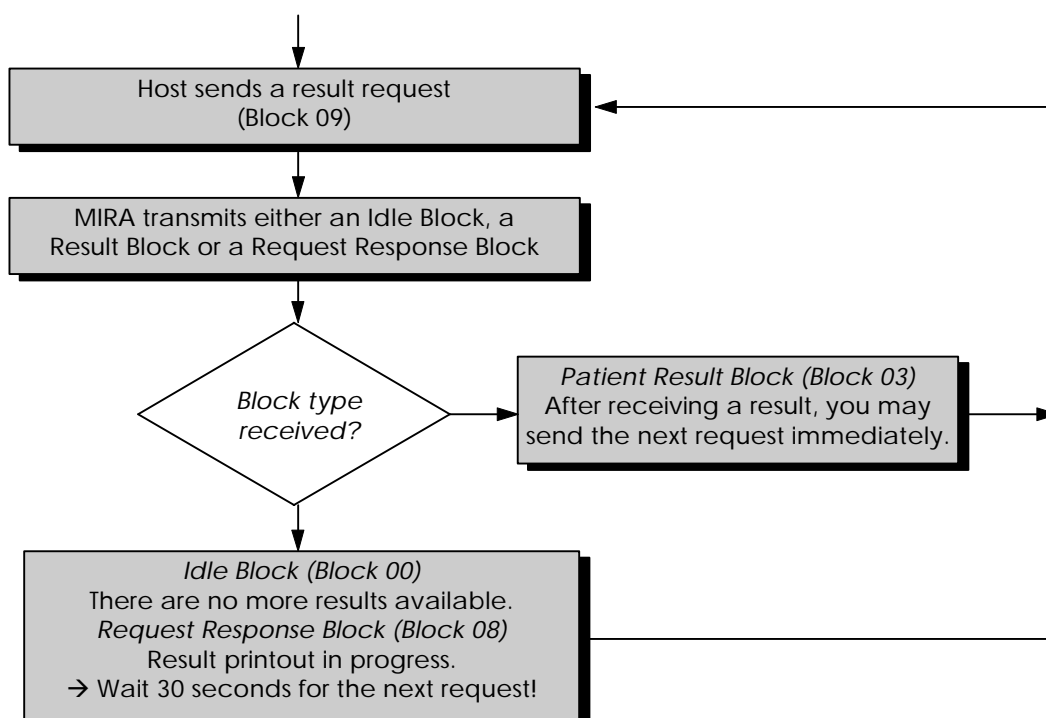 Host sends a result request
(Block 09)
MIRA transmits either an Idle Block, a
Result Block or a Request Response Block
Block type
received?
Patient Result Block (Block 03)
After receiving a result, you may
send the next request immediately.
Idle Block (Block 00)
There are no more results available.
Request Response Block (Block 08)
Result printout in progress.
→ Wait 30 seconds for the next request!